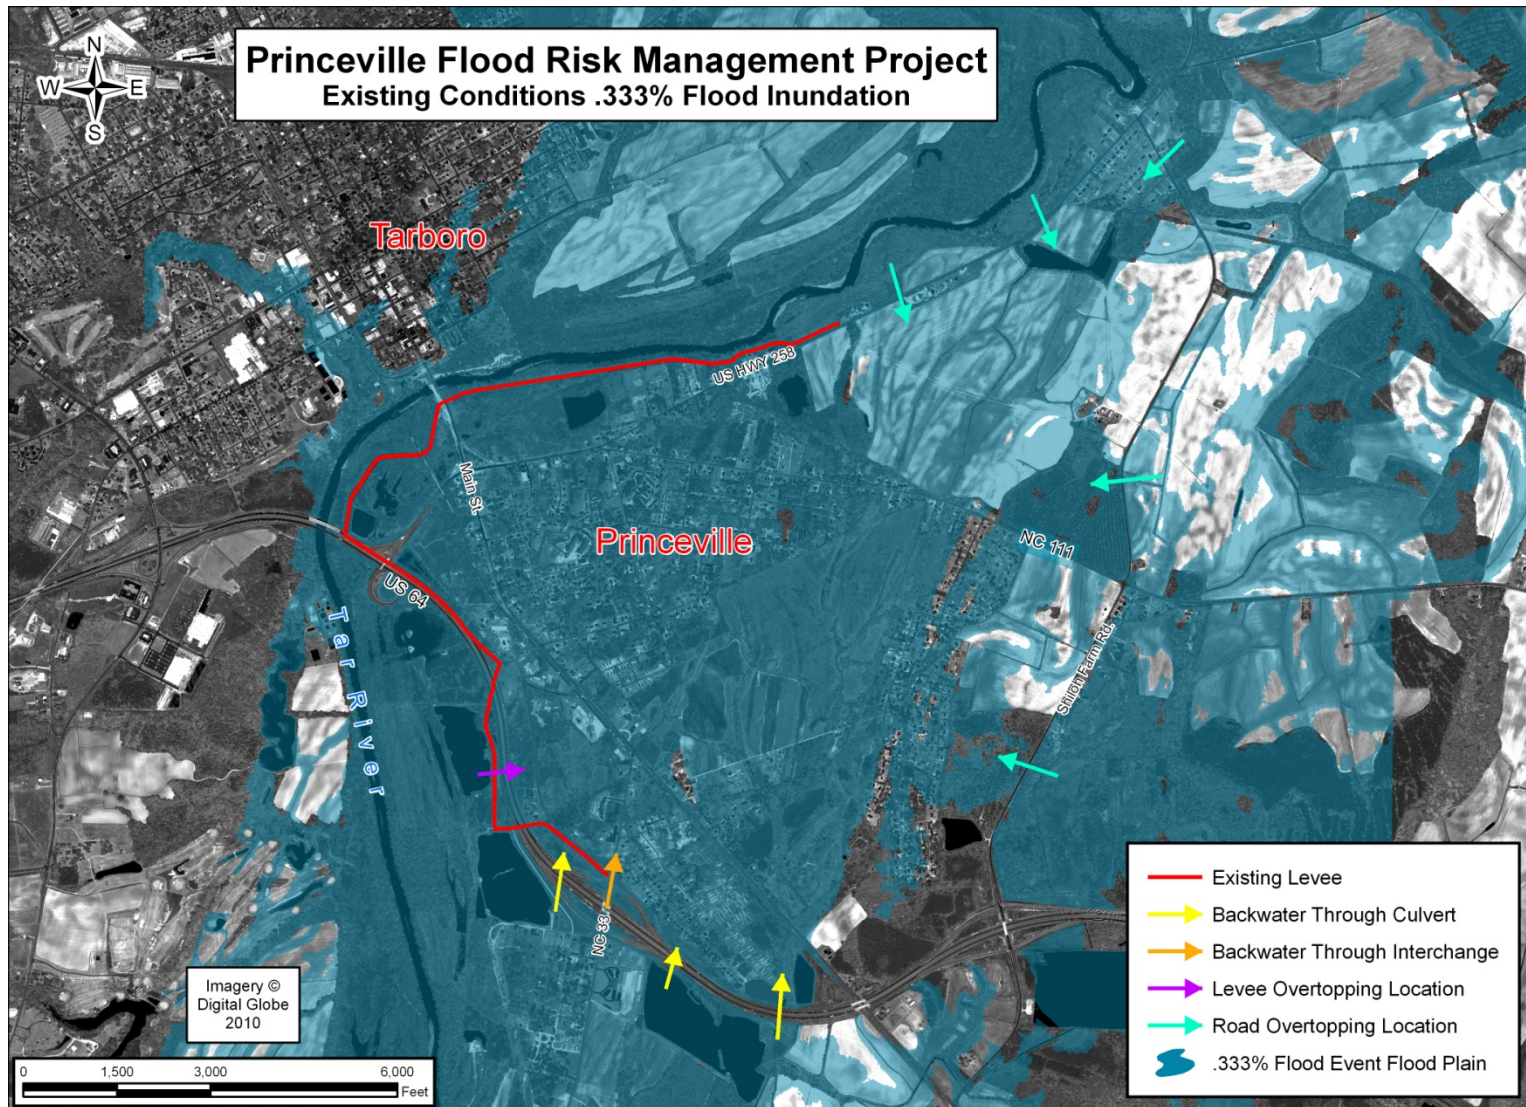 Princeville Flood Risk Management Project
Existing Conditions .333% Flood Inundation
N
W
E
S
Tarboro
US HWY 258
Main St.
Princeville
NC 111
US 64
Tar River
Shiloh Farm Rd.
NC 33
Imagery ©
Digital Globe
2010
0 1,500 3,000 6,000
Feet
Existing Levee
Backwater Through Culvert
Backwater Through Interchange
Levee Overtopping Location
Road Overtopping Location
.333% Flood Event Flood Plain